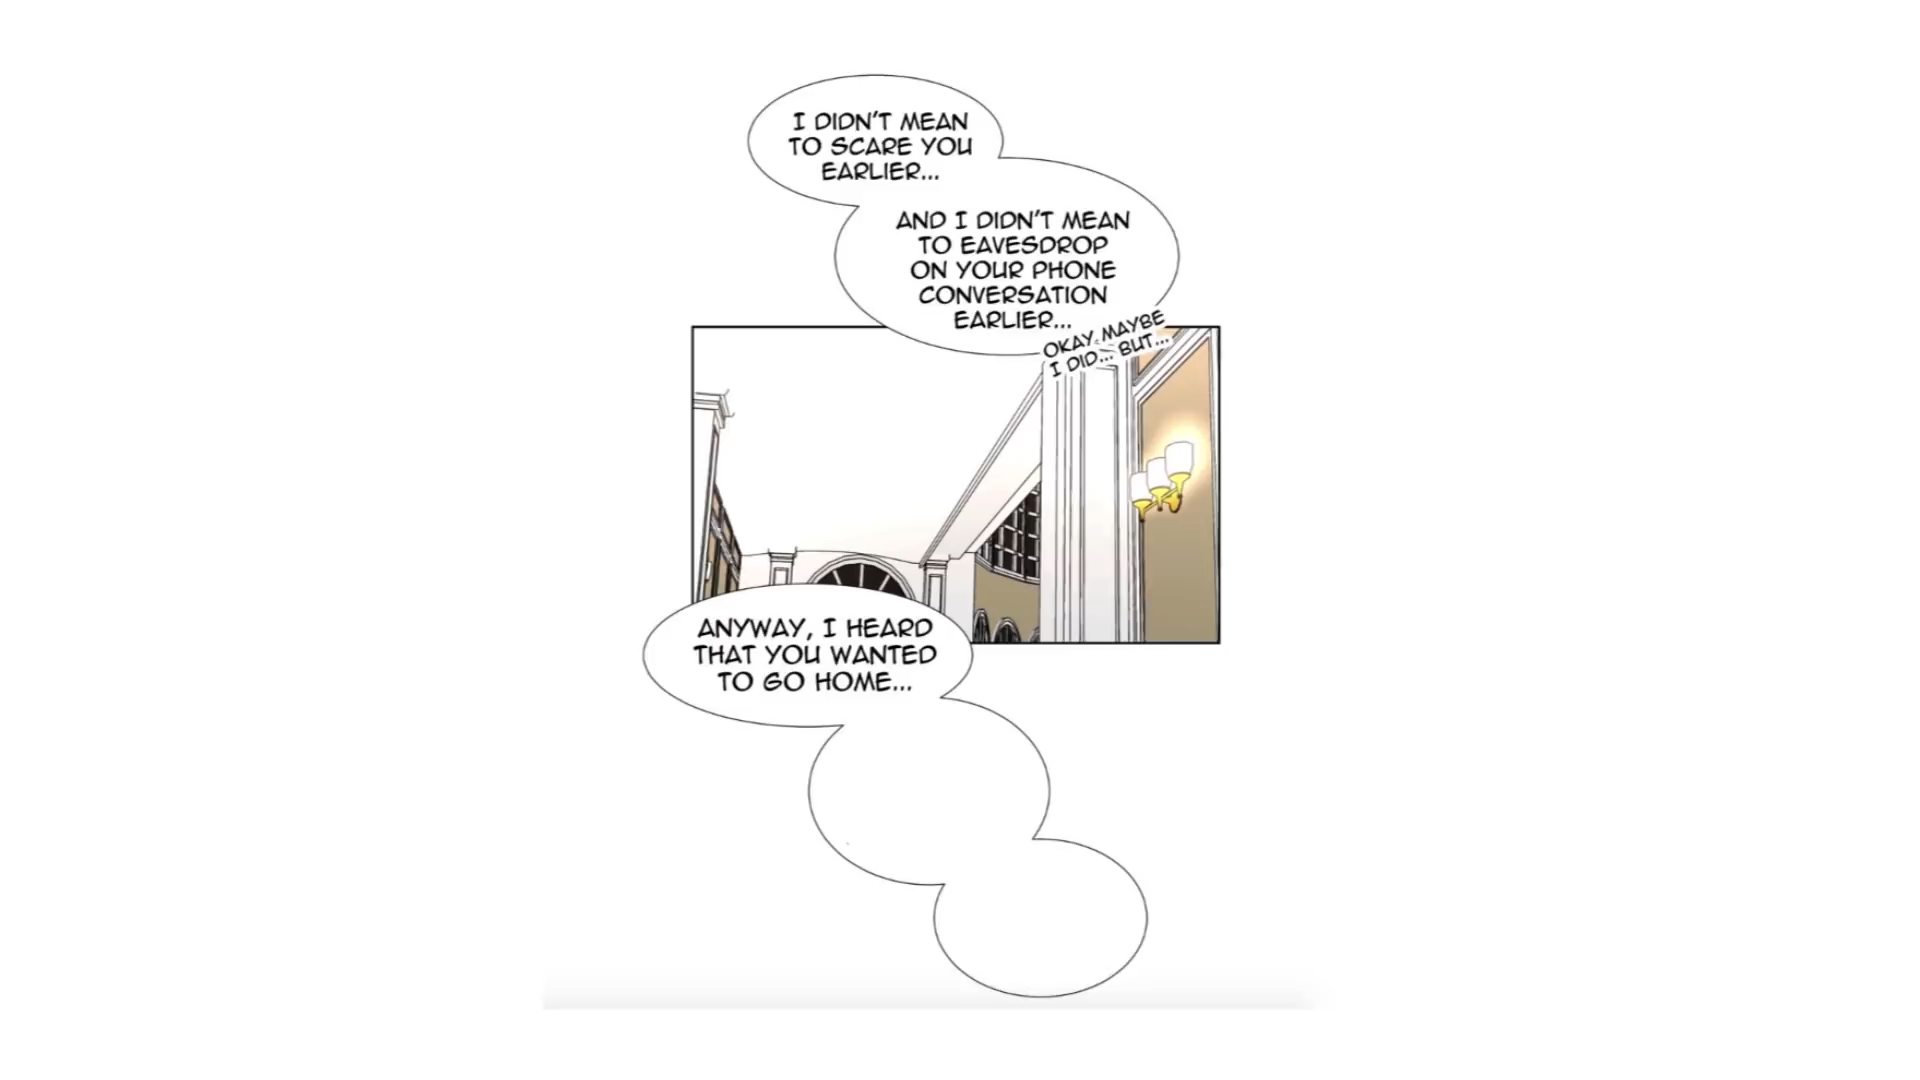 I DIDN'T MEAN
TO SCARE YOU
EARLIER...
AND I DIDN'T MEAN
TO EAVESDROP
ON YOUR PHONE
CONVERSATION
EARLIER...
OKAY, MAYBE
I DID... BUT...
ANYWAY, I HEARD
THAT YOU WANTED
TO GO HOME...